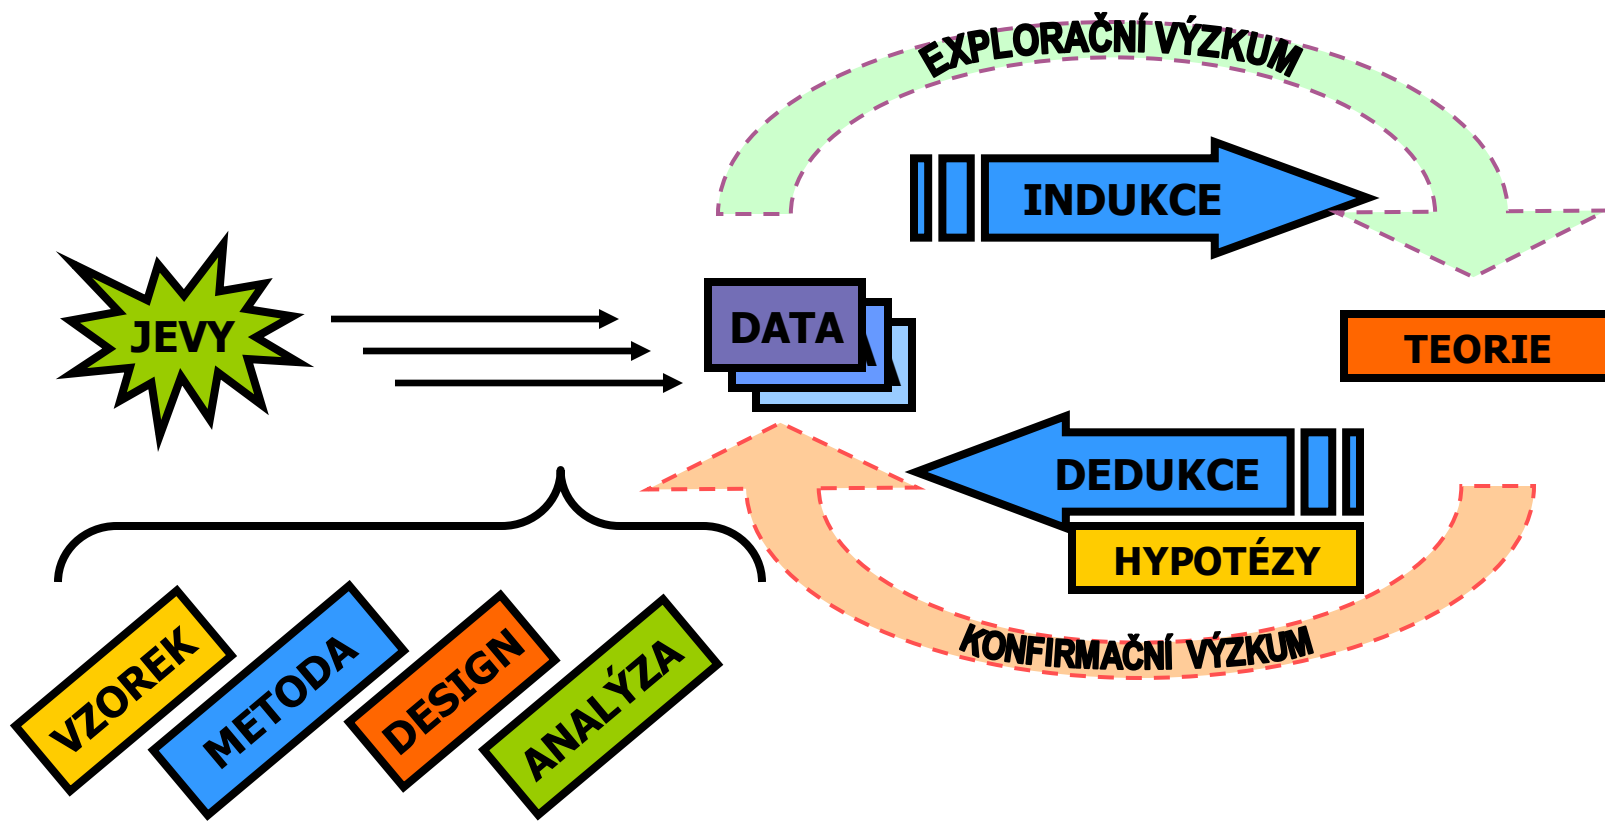 EXPLORAČNÍ VÝZKUM
INDUKCE
JEVY
DATA
TEORIE
DEDUKCE
HYPOTÉZY
KONFIRMAČNÍ VÝZKUM
VZOREK
METODA
DESIGN
ANALÝZA